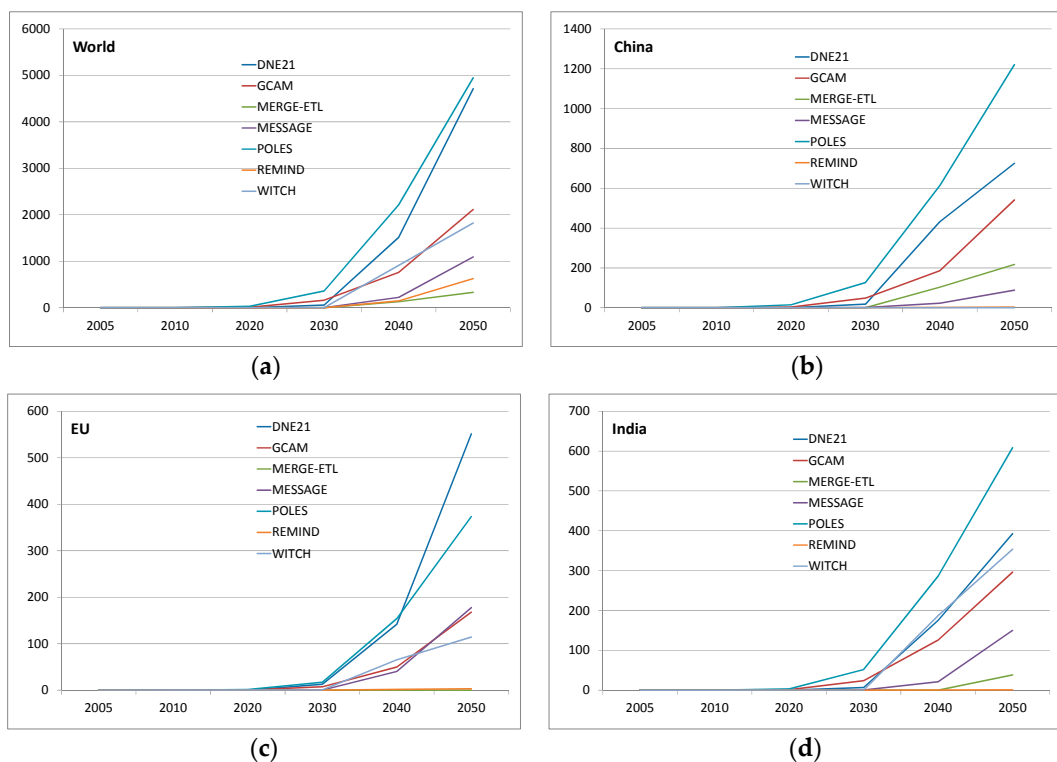 World
6000
5000
4000
3000
2000
1000
0
DNE21
GCAM
MERGE-ETL
MESSAGE
POLES
REMIND
WITCH
2005 2010 2020 2030 2040 2050
(a)
China
1400
1200
1000
800
600
400
200
0
DNE21
GCAM
MERGE-ETL
MESSAGE
POLES
REMIND
WITCH
2005 2010 2020 2030 2040 2050
(b)
EU
600
500
400
300
200
100
0
DNE21
GCAM
MERGE-ETL
MESSAGE
POLES
REMIND
WITCH
2005 2010 2020 2030 2040 2050
(c)
India
700
600
500
400
300
200
100
0
DNE21
GCAM
MERGE-ETL
MESSAGE
POLES
REMIND
WITCH
2005 2010 2020 2030 2040 2050
(d)